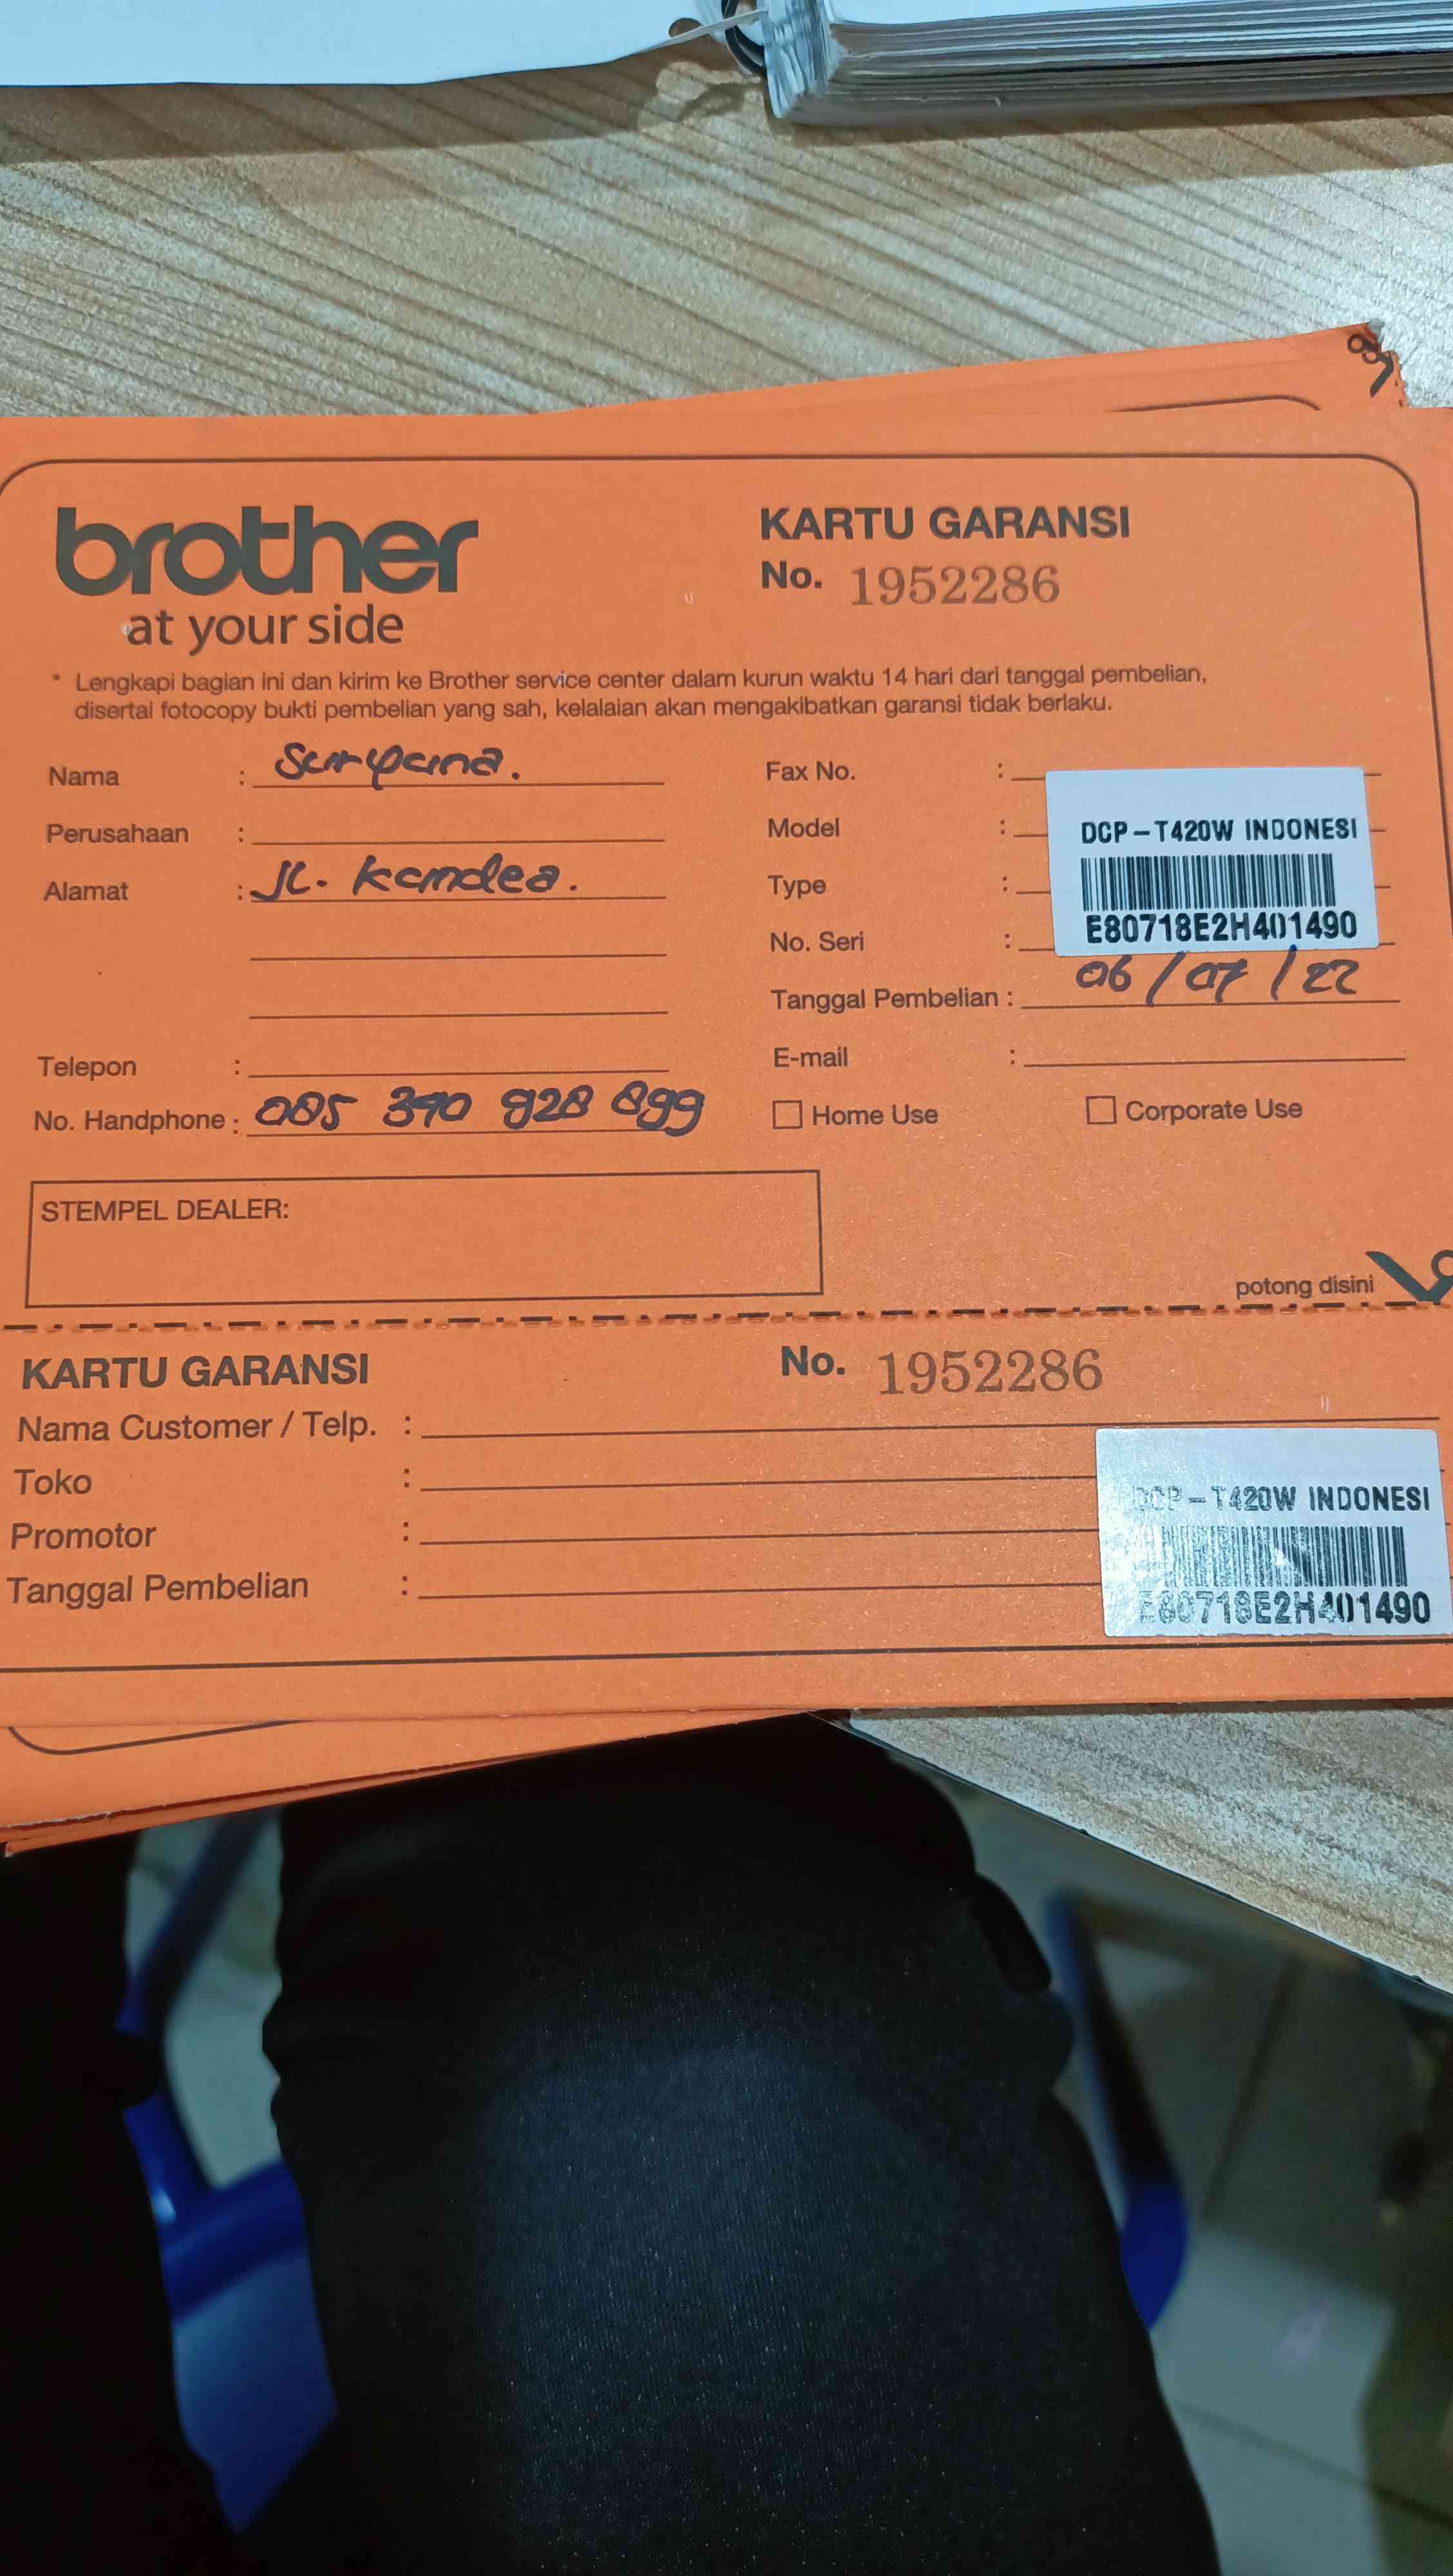 brother
at your side
KARTU GARANSI
No. 1952286
* Lengkapi bagian ini dan kirim ke Brother service center dalam kurun waktu 14 hari dari tanggal pembelian,
disertai fotocopy bukti pembelian yang sah, kelalaian akan mengakibatkan garansi tidak berlaku.
Nama : Suryana.
Perusahaan :
Alamat : Jl. Kandea.
Telepon :
No. Handphone : 085 390 928 899
Fax No. :
Model :
Type :
No. Seri :
DCP-T420W INDONESI
E80718E2H401490
Tanggal Pembelian : 06/07/22
E-mail :
Home Use
Corporate Use
STEMPEL DEALER:
potong disini
KARTU GARANSI
No. 1952286
Nama Customer / Telp. :
Toko :
Promotor :
Tanggal Pembelian :
DCP-T420W INDONESI
E80718E2H401490